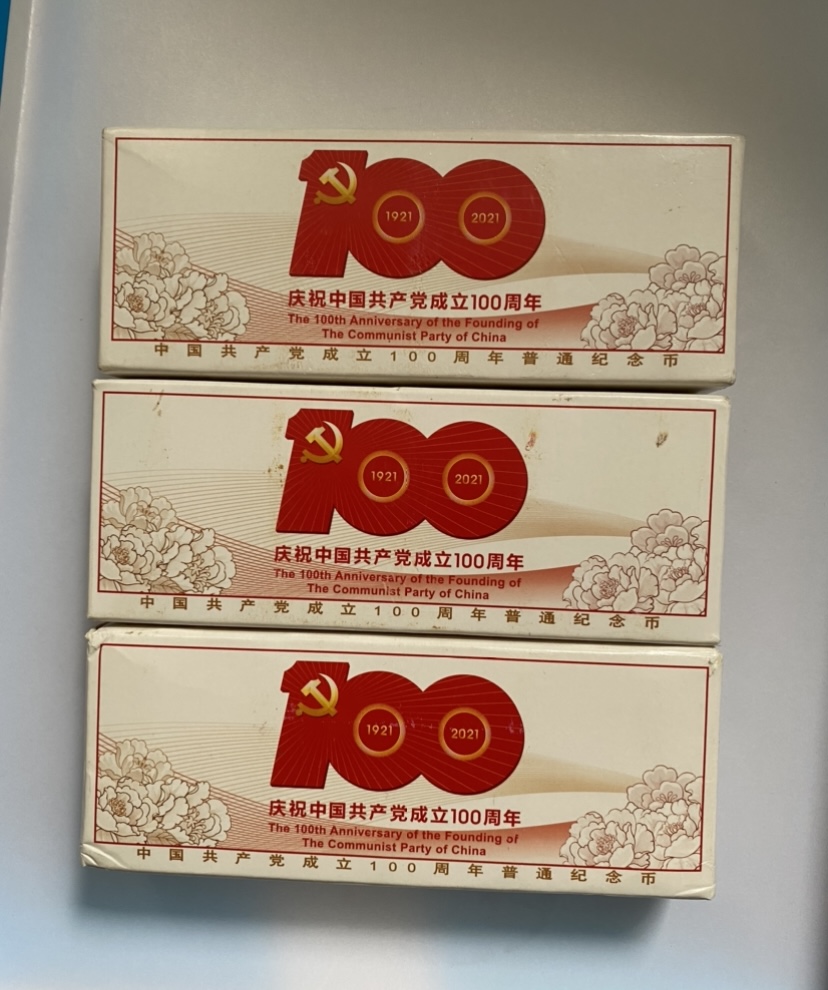 100
1921 2021
庆祝中国共产党成立100周年
The 100th Anniversary of the Founding of
The Communist Party of China
中国共产党成立100周年普通纪念币
100
1921 2021
庆祝中国共产党成立100周年
The 100th Anniversary of the Founding of
The Communist Party of China
中国共产党成立100周年普通纪念币
100
1921 2021
庆祝中国共产党成立100周年
The 100th Anniversary of the Founding of
The Communist Party of China
中国共产党成立100周年普通纪念币